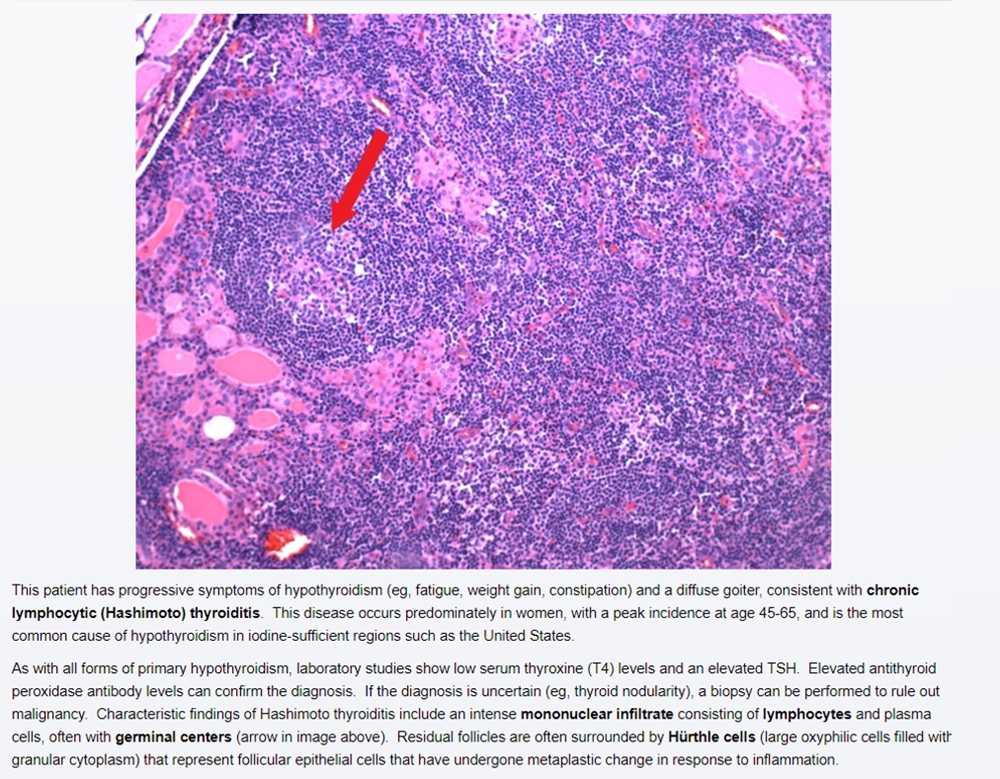 This patient has progressive symptoms of hypothyroidism (eg, fatigue, weight gain, constipation) and a diffuse goiter, consistent with chronic
lymphocytic (Hashimoto) thyroiditis.  This disease occurs predominantly in women, with a peak incidence at age 45-65, and is the most
common cause of hypothyroidism in iodine-sufficient regions such as the United States.
As with all forms of primary hypothyroidism, laboratory studies show low serum thyroxine (T4) levels and an elevated TSH.  Elevated antithyroid
peroxidase antibody levels can confirm the diagnosis.  If the diagnosis is uncertain (eg, thyroid nodularity), a biopsy can be performed to rule out
malignancy.  Characteristic findings of Hashimoto thyroiditis include an intense mononuclear infiltrate consisting of lymphocytes and plasma
cells, often with germinal centers (arrow in image above).  Residual follicles are often surrounded by Hürthle cells (large oxyphilic cells filled with
granular cytoplasm) that represent follicular epithelial cells that have undergone metaplastic change in response to inflammation.